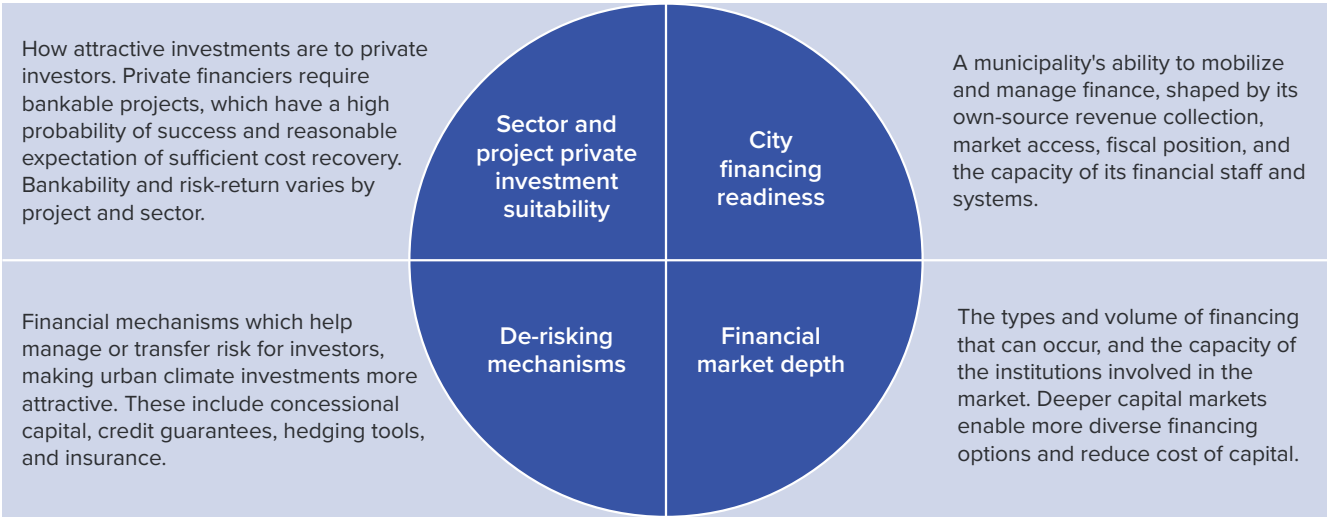 How attractive investments are to private
investors. Private financiers require
bankable projects, which have a high
probability of success and reasonable
expectation of sufficient cost recovery.
Bankability and risk-return varies by
project and sector.
Sector and
project private
investment
suitability
City
financing
readiness
A municipality's ability to mobilize
and manage finance, shaped by its
own-source revenue collection,
market access, fiscal position, and
the capacity of its financial staff and
systems.
Financial mechanisms which help
manage or transfer risk for investors,
making urban climate investments more
attractive. These include concessional
capital, credit guarantees, hedging tools,
and insurance.
De-risking
mechanisms
Financial
market depth
The types and volume of financing
that can occur, and the capacity of
the institutions involved in the
market. Deeper capital markets
enable more diverse financing
options and reduce cost of capital.